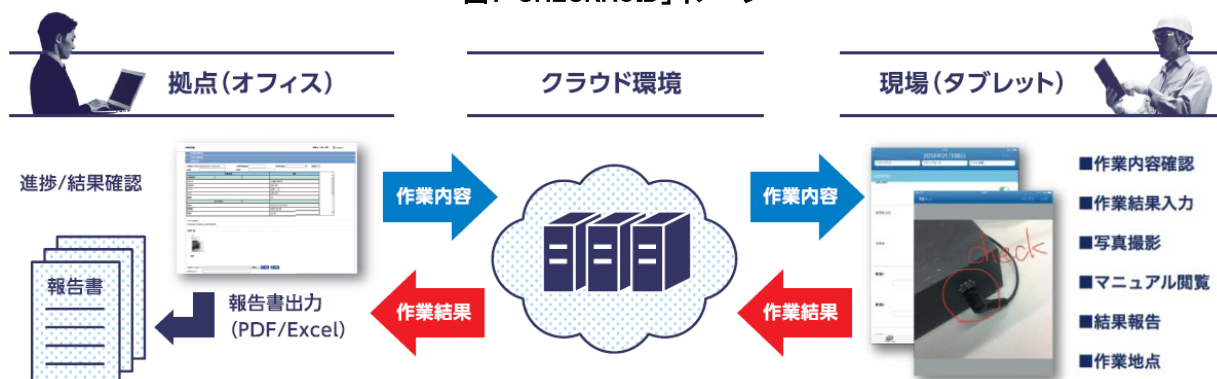 拠点(オフィス)
クラウド環境
現場(タブレット)
進捗/結果確認
報告書
報告書出力
(PDF/Excel)
作業内容
作業結果
作業内容
作業結果
check
■作業内容確認
■作業結果入力
■写真撮影
■マニュアル閲覧
■結果報告
■作業地点